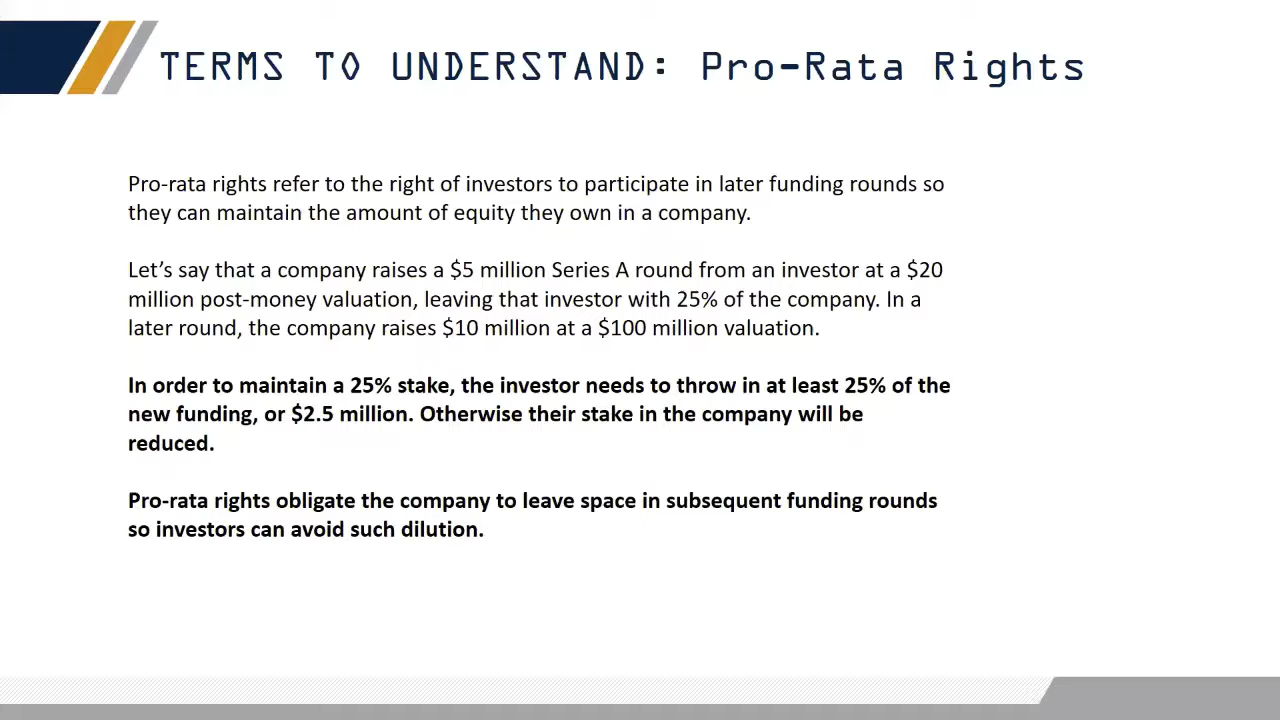 TERMS TO UNDERSTAND: Pro-Rata Rights
Pro-rata rights refer to the right of investors to participate in later funding rounds so
they can maintain the amount of equity they own in a company.
Let’s say that a company raises a $5 million Series A round from an investor at a $20
million post-money valuation, leaving that investor with 25% of the company. In a
later round, the company raises $10 million at a $100 million valuation.
In order to maintain a 25% stake, the investor needs to throw in at least 25% of the
new funding, or $2.5 million. Otherwise their stake in the company will be
reduced.
Pro-rata rights obligate the company to leave space in subsequent funding rounds
so investors can avoid such dilution.